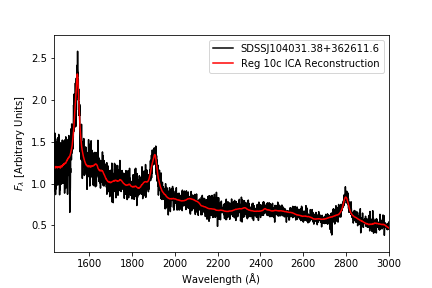 SDSSJ104031.38+362611.6
Reg 10c ICA Reconstruction
2.5
2.0
1.5
1.0
0.5
Fλ [Arbitrary Units]
1600 1800 2000 2200 2400 2600 2800 3000
Wavelength (Å)